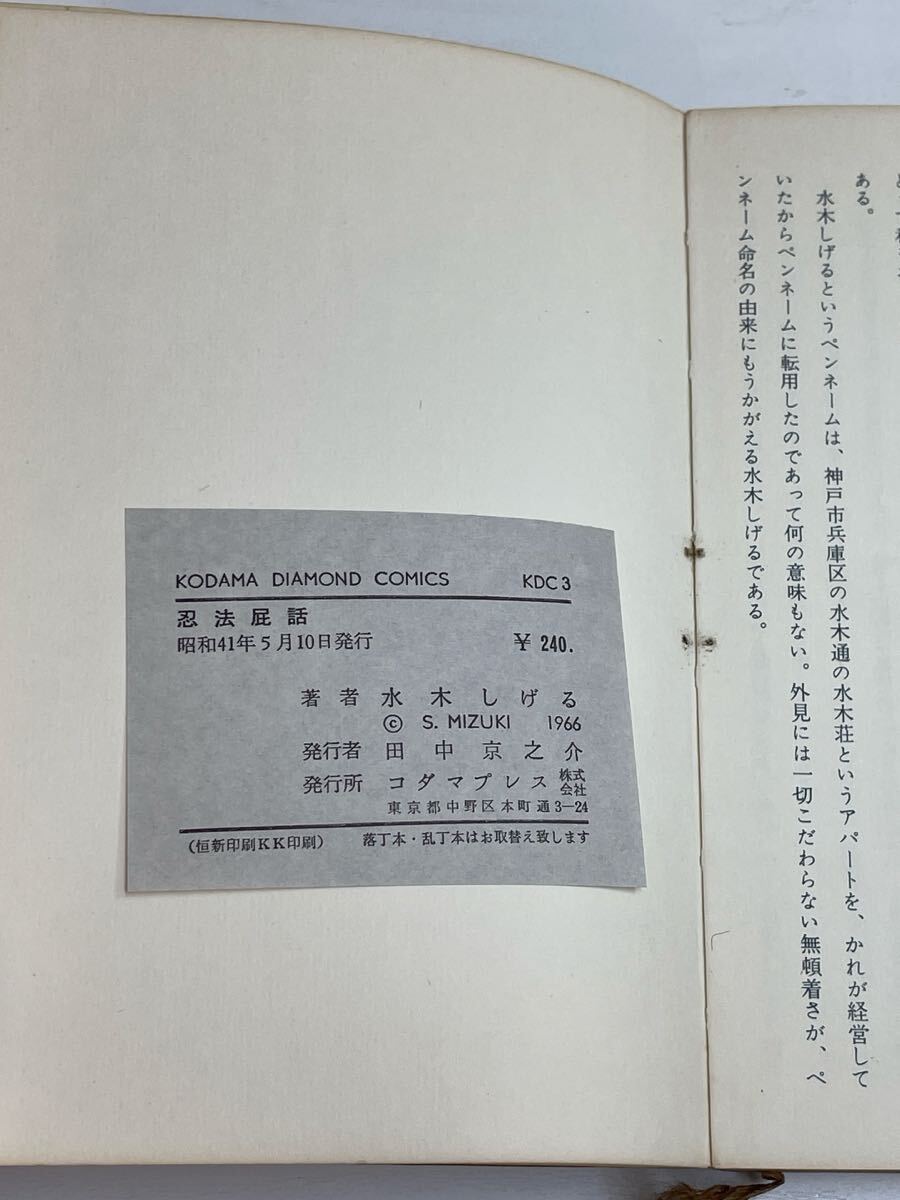 ある。
水木しげるというペンネームは、神戸市兵庫区の水木通の水木荘というアパートを、かれが経営して
いたからペンネームに転用したのであって何の意味もない。外見には一切こだわらない無頓着さが、ペ
ンネーム命名の由来にもうかがえる水木しげるである。
KODAMA DIAMOND COMICS KDC 3
忍法屁話
昭和41年5月10日発行 ¥240.
著者 水木しげる
© S. MIZUKI 1966
発行者 田中京之介
発行所 コダマプレス株式会社
東京都中野区本町通3—24
(恒新印刷KK印刷) 落丁本・乱丁本はお取替え致します